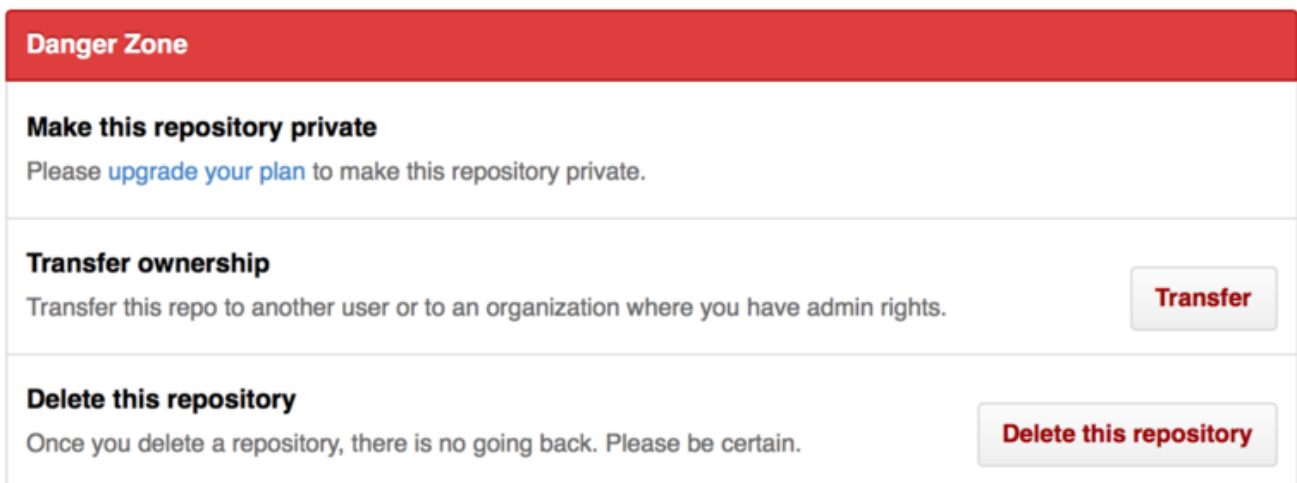 Danger Zone
Make this repository private
Please upgrade your plan to make this repository private.
Transfer ownership
Transfer this repo to another user or to an organization where you have admin rights.
Transfer
Delete this repository
Once you delete a repository, there is no going back. Please be certain.
Delete this repository